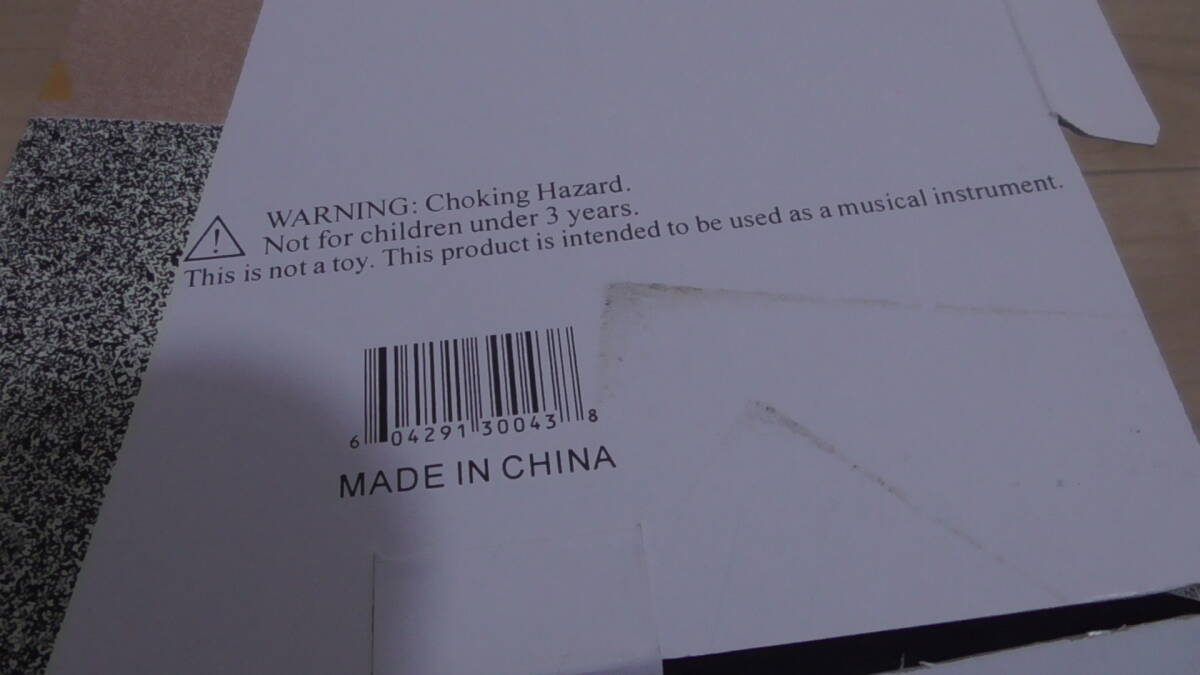 WARNING: Choking Hazard.
Not for children under 3 years.
This is not a toy. This product is intended to be used as a musical instrument.
6 04291 30043 8
MADE IN CHINA